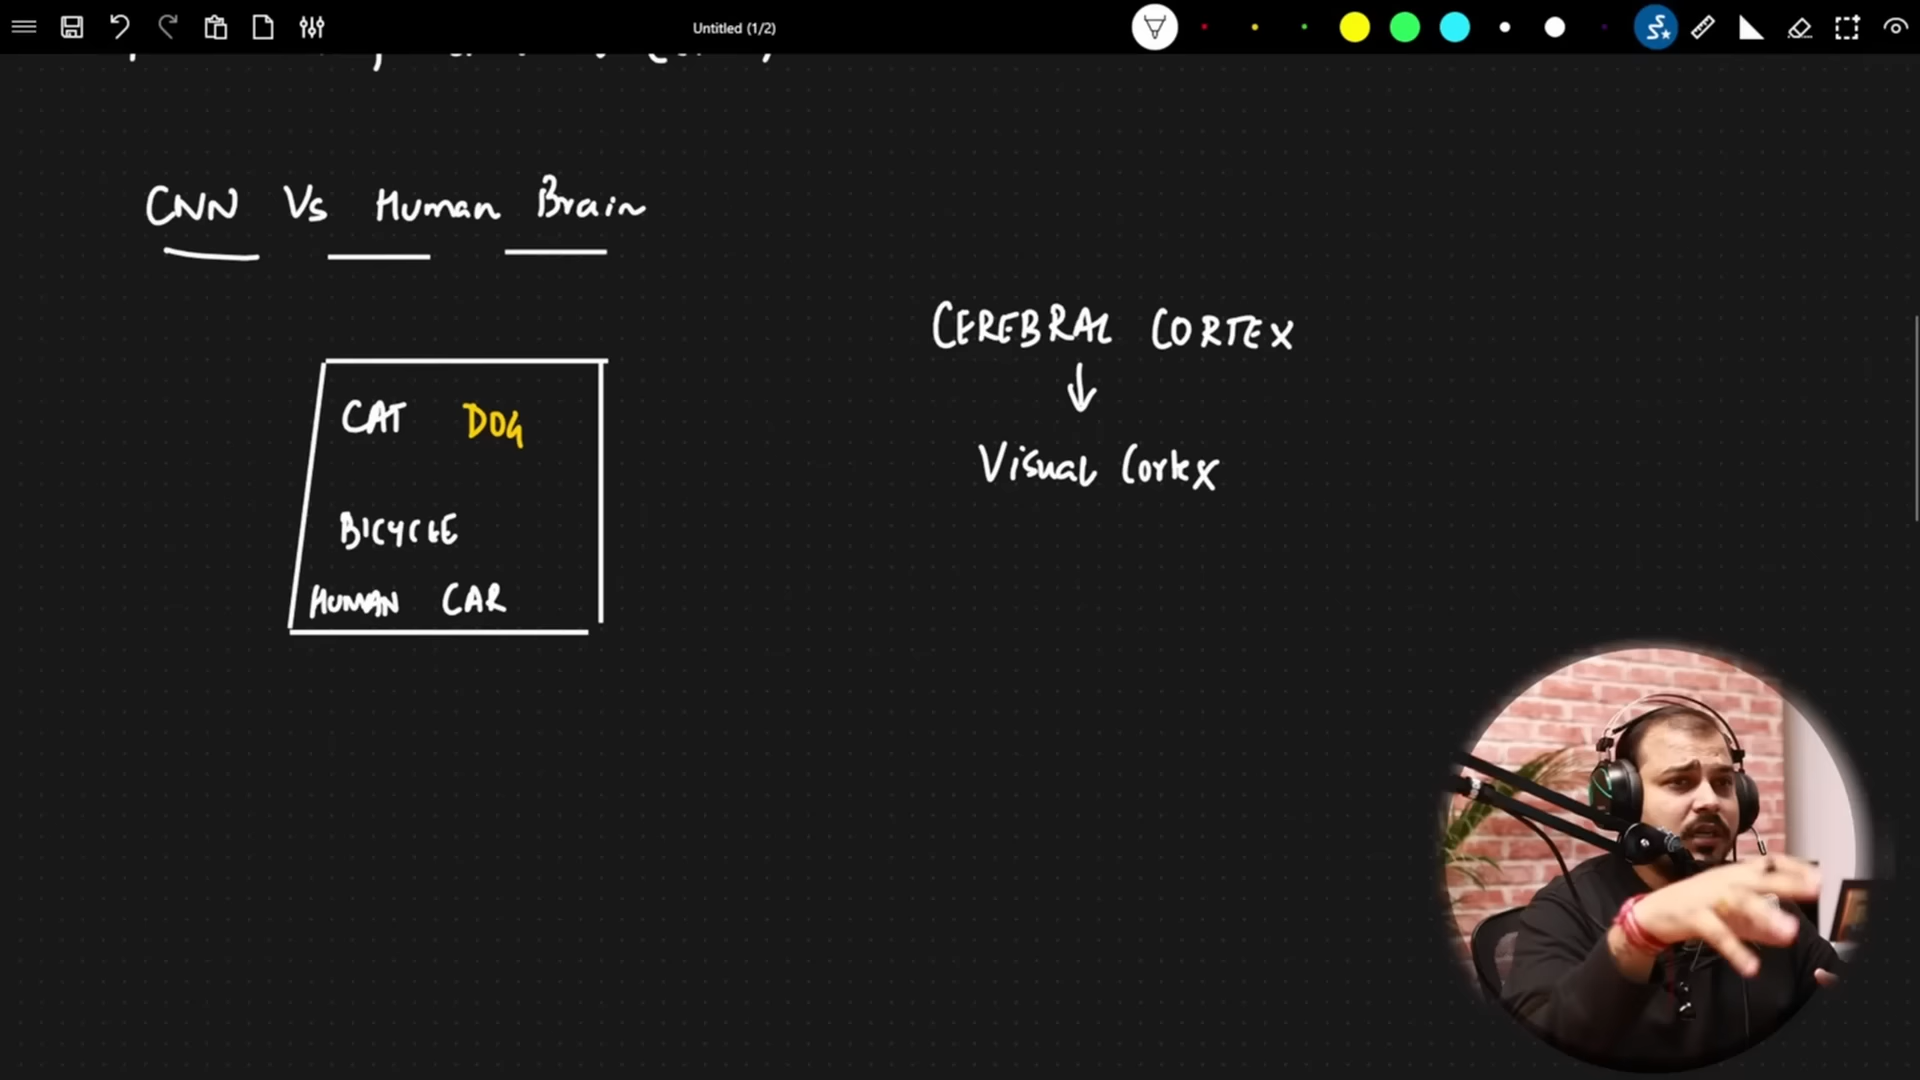 Untitled (1/2)
CNN Vs Human Brain
CEREBRAL CORTEX
CAT DOG
Visual Cortex
BICYCLE
HUMAN CAR